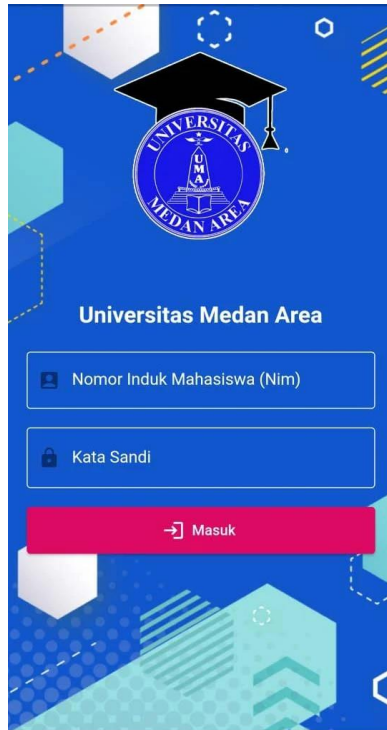 UNIVERSITAS
UMA
MEDAN AREA
Universitas Medan Area
Nomor Induk Mahasiswa (Nim)
Kata Sandi
Masuk